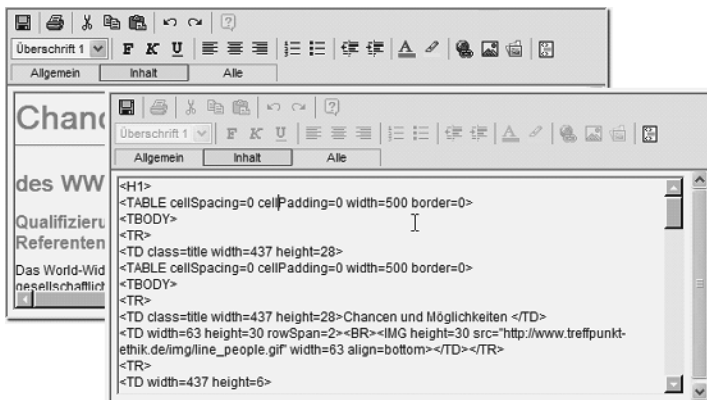 Überschrift 1 F K U
Allgemein Inhalt Alle
Chanc
des WW
Qualifizieru
Referenten
Das World-Wid
gesellschaftlich
Überschrift 1 F K U
Allgemein Inhalt Alle
<H1>
<TABLE cellSpacing=0 cellPadding=0 width=500 border=0>
<TBODY>
<TR>
<TD class=title width=437 height=28>
<TABLE cellSpacing=0 cellPadding=0 width=500 border=0>
<TBODY>
<TR>
<TD class=title width=437 height=28>Chancen und Möglichkeiten </TD>
<TD width=63 height=30 rowSpan=2><BR><IMG height=30 src="http://www.treffpunkt-
ethik.de/img/line_people.gif" width=63 align=bottom></TD></TR>
<TR>
<TD width=437 height=6>